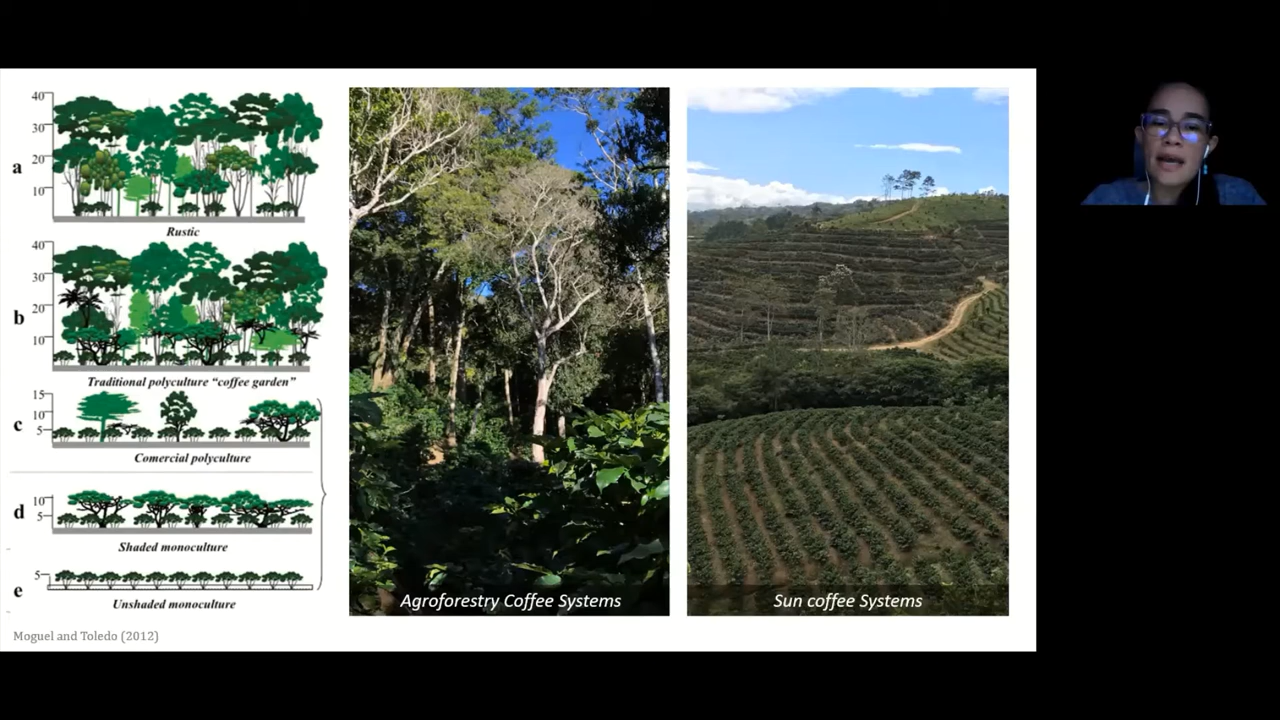 40
30
20
10
a
Rustic
40
30
20
10
b
Traditional polyculture “coffee garden”
15
10
5
c
Comercial polyculture
10
5
d
Shaded monoculture
5
e
Unshaded monoculture
Moguel and Toledo (2012)
Agroforestry Coffee Systems
Sun coffee Systems